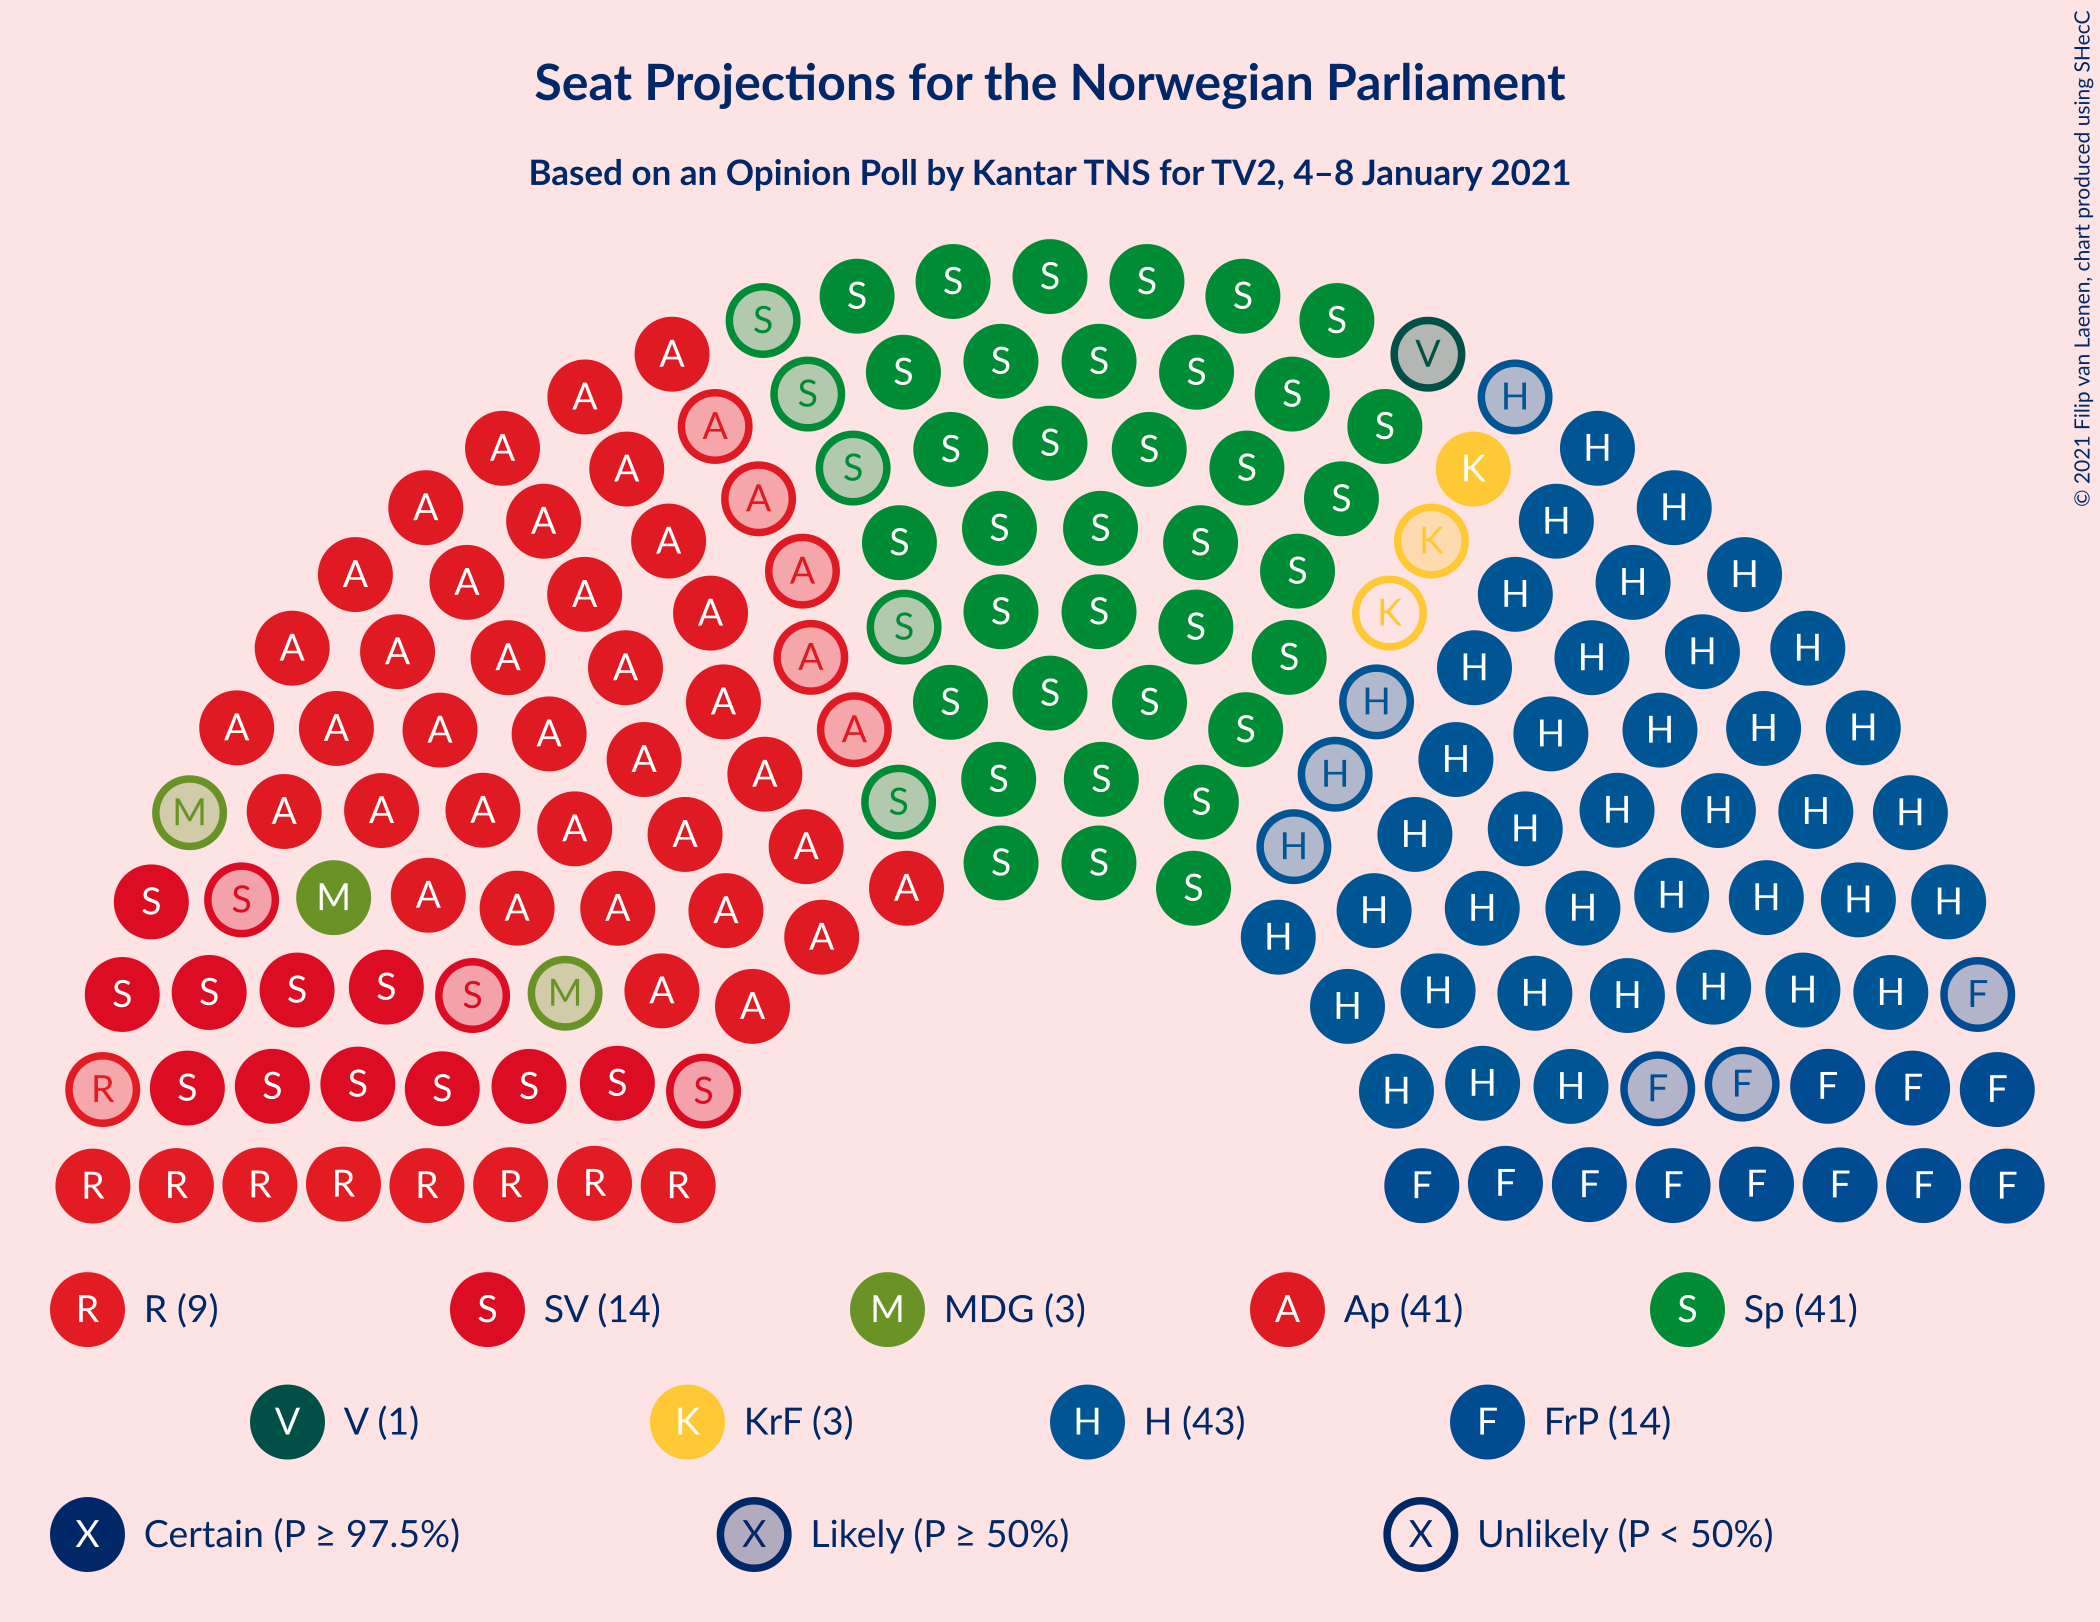 © 2021 Filip van Laenen, chart produced using SHecC
Seat Projections for the Norwegian Parliament
Based on an Opinion Poll by Kantar TNS for TV2, 4–8 January 2021
S S S S S S S
A A S S S S S S V H
A A A S S S S S S K H
A A A A S S S S S K H H
A A A A A S S S S S K H H H
A A A A A A S S S S H H H H H
A A A A A A A S S S H H H H H H
M A A A A A A S S S S H H H H H H H
S S M A A A A A A S H H H H H H H H
S S S S S M A A H H H H H H H F
R S S S S S S S H H H F F F F F
R R R R R R R R F F F F F F F F
R R (9) S SV (14) M MDG (3) A Ap (41) S Sp (41)
V V (1) K KrF (3) H H (43) F FrP (14)
X Certain (P ≥ 97.5%) X Likely (P ≥ 50%) X Unlikely (P < 50%)